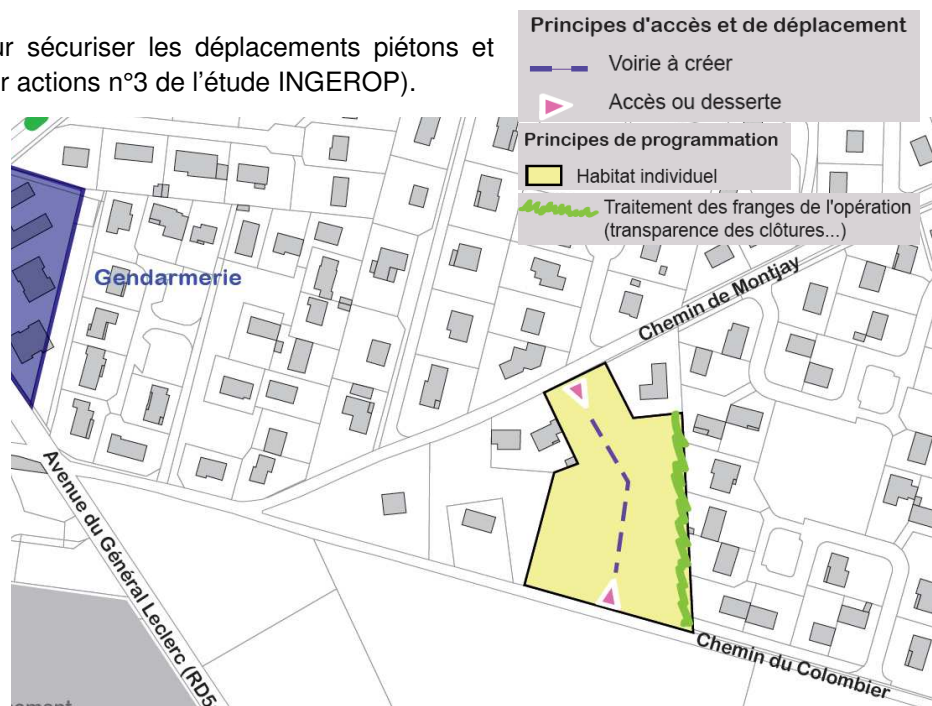 ur sécuriser les déplacements piétons et
r actions n°3 de l'étude INGEROP).
Principes d'accès et de déplacement
Voirie à créer
Accès ou desserte
Principes de programmation
Habitat individuel
Traitement des franges de l'opération
(transparence des clôtures...)
Gendarmerie
Chemin de Montjay
Avenue du Général Leclerc (RD5
Chemin du Colombier